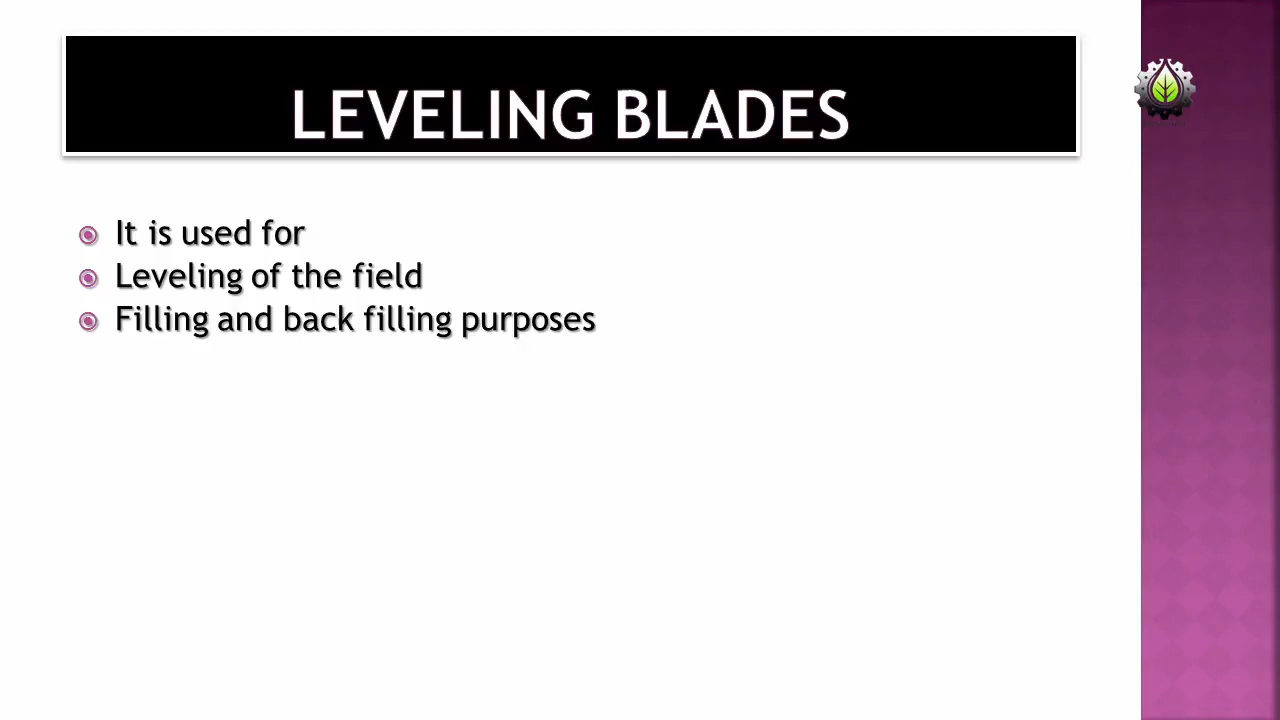 LEVELING BLADES
It is used for
Leveling of the field
Filling and back filling purposes